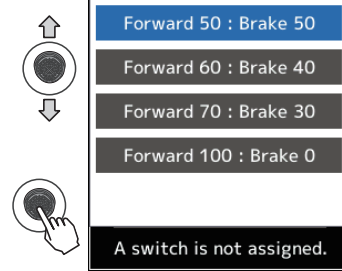 Forward 50 : Brake 50
Forward 60 : Brake 40
Forward 70 : Brake 30
Forward 100 : Brake 0
A switch is not assigned.